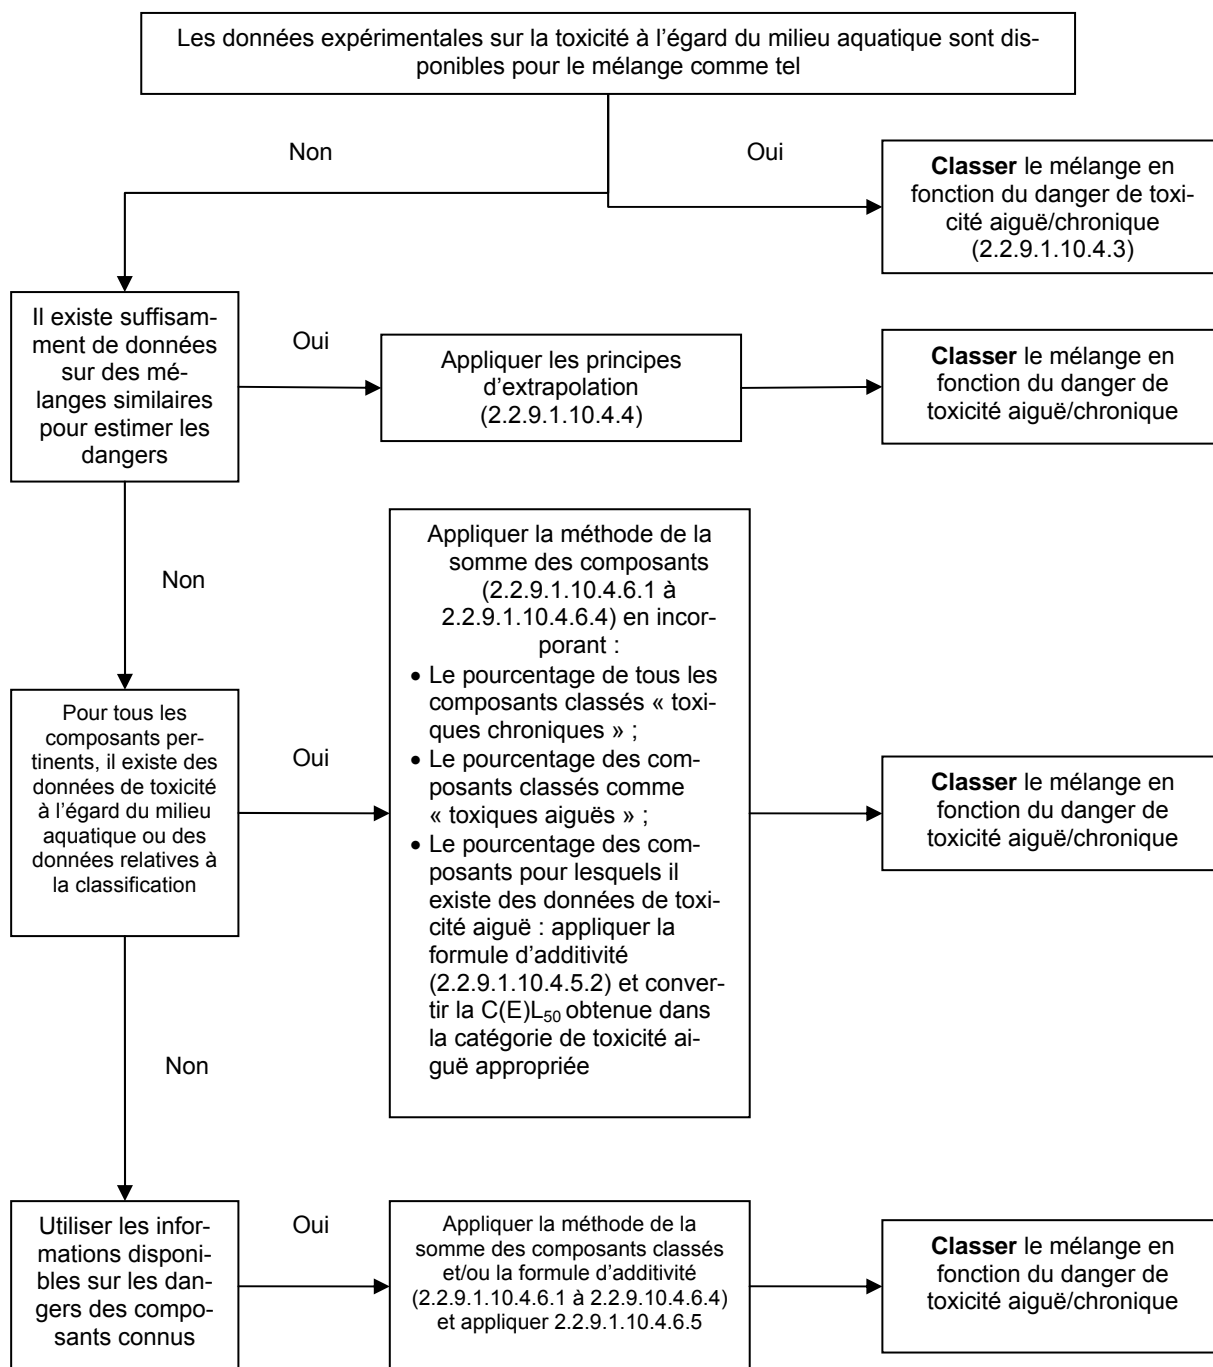 Les données expérimentales sur la toxicité à l’égard du milieu aquatique sont dis-
ponibles pour le mélange comme tel
Non
Oui
Classer le mélange en
fonction du danger de toxi-
cité aiguë/chronique
(2.2.9.1.10.4.3)
Il existe suffisam-
ment de données
sur des mé-
langes similaires
pour estimer les
dangers
Oui
Appliquer les principes
d’extrapolation
(2.2.9.1.10.4.4)
Classer le mélange en
fonction du danger de
toxicité aiguë/chronique
Non
Appliquer la méthode de la
somme des composants
(2.2.9.1.10.4.6.1 à
2.2.9.1.10.4.6.4) en incor-
porant :
• Le pourcentage de tous les
composants classés « toxi-
ques chroniques » ;
• Le pourcentage des com-
posants classés comme
« toxiques aiguës » ;
• Le pourcentage des com-
posants pour lesquels il
existe des données de toxi-
cité aiguë : appliquer la
formule d’additivité
(2.2.9.1.10.4.5.2) et conver-
tir la C(E)L50 obtenue dans
la catégorie de toxicité ai-
guë appropriée
Pour tous les
composants per-
tinents, il existe des
données de toxicité
à l’égard du milieu
aquatique ou des
données relatives à
la classification
Oui
Classer le mélange en
fonction du danger de
toxicité aiguë/chronique
Non
Utiliser les infor-
mations disponi-
bles sur les dan-
gers des compo-
sants connus
Oui
Appliquer la méthode de la
somme des composants classés
et/ou la formule d’additivité
(2.2.9.1.10.4.6.1 à 2.2.9.10.4.6.4)
et appliquer 2.2.9.1.10.4.6.5
Classer le mélange en
fonction du danger de
toxicité aiguë/chronique